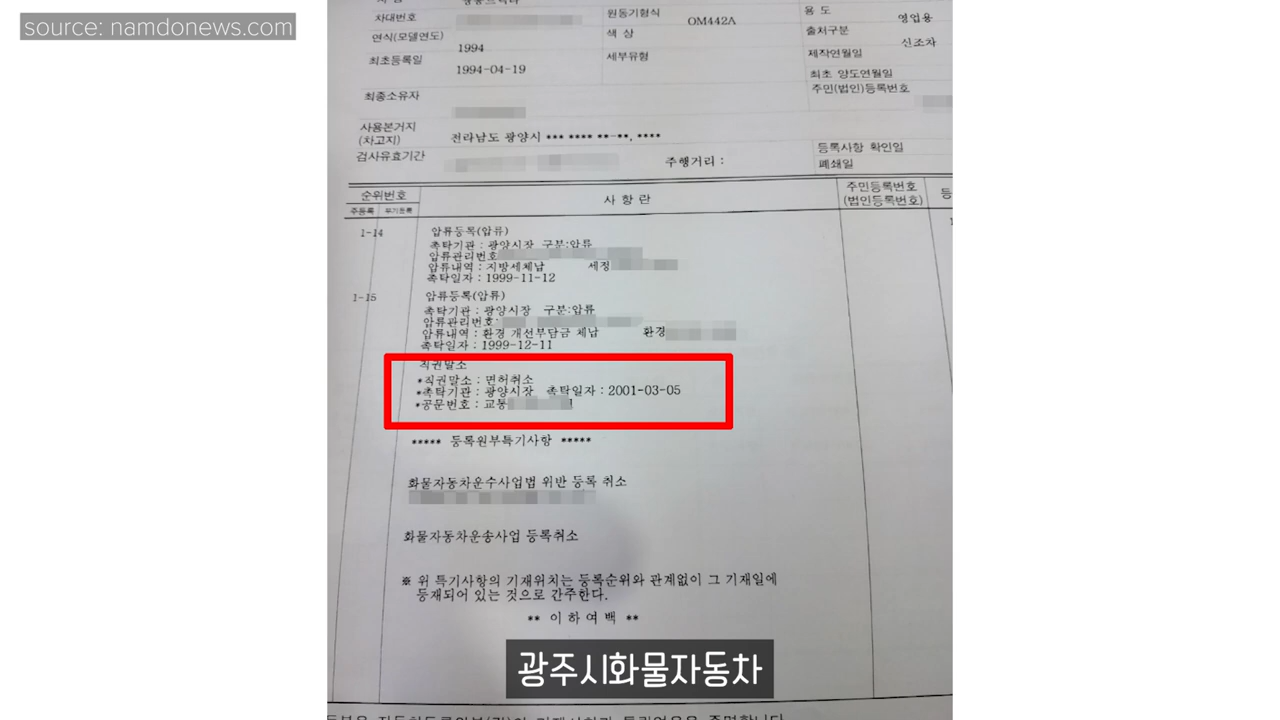 source: namdonews.com
차대번호
원동기형식
OM442A
용 도
영업용
연식(모델연도)
1994
색 상
출처구분
신조차
최초등록일
1994-04-19
세부유형
제작연월일
최초 양도연월일
최종소유자
주민(법인)등록번호
사용본거지
(차고지)
전라남도 광양시 *** **** **-**, ****
검사유효기간
주행거리 :
등록사항 확인일
폐쇄일
순위번호
사 항 란
주민등록번호
(법인등록번호)
등
주등록 부기등록
1-14
압류등록(압류)
촉탁기관 : 광양시장 구분:압류
압류관리번호
압류내역 : 지방세체납 세정
촉탁일자 : 1999-11-12
1-15
압류등록(압류)
촉탁기관 : 광양시장 구분:압류
압류관리번호:
압류내역 : 환경 개선부담금 체납 환경
촉탁일자 : 1999-12-11
직권말소
*직권말소 : 면허취소
*촉탁기관 : 광양시장 촉탁일자 : 2001-03-05
*공문번호 : 교통
***** 등록원부특기사항 *****
화물자동차운수사업법 위반 등록 취소
화물자동차운송사업 등록취소
※ 위 특기사항의 기재위치는 등록순위와 관계없이 그 기재일에
등재되어 있는 것으로 간주한다.
** 이 하 여 백 **
광주시화물자동차